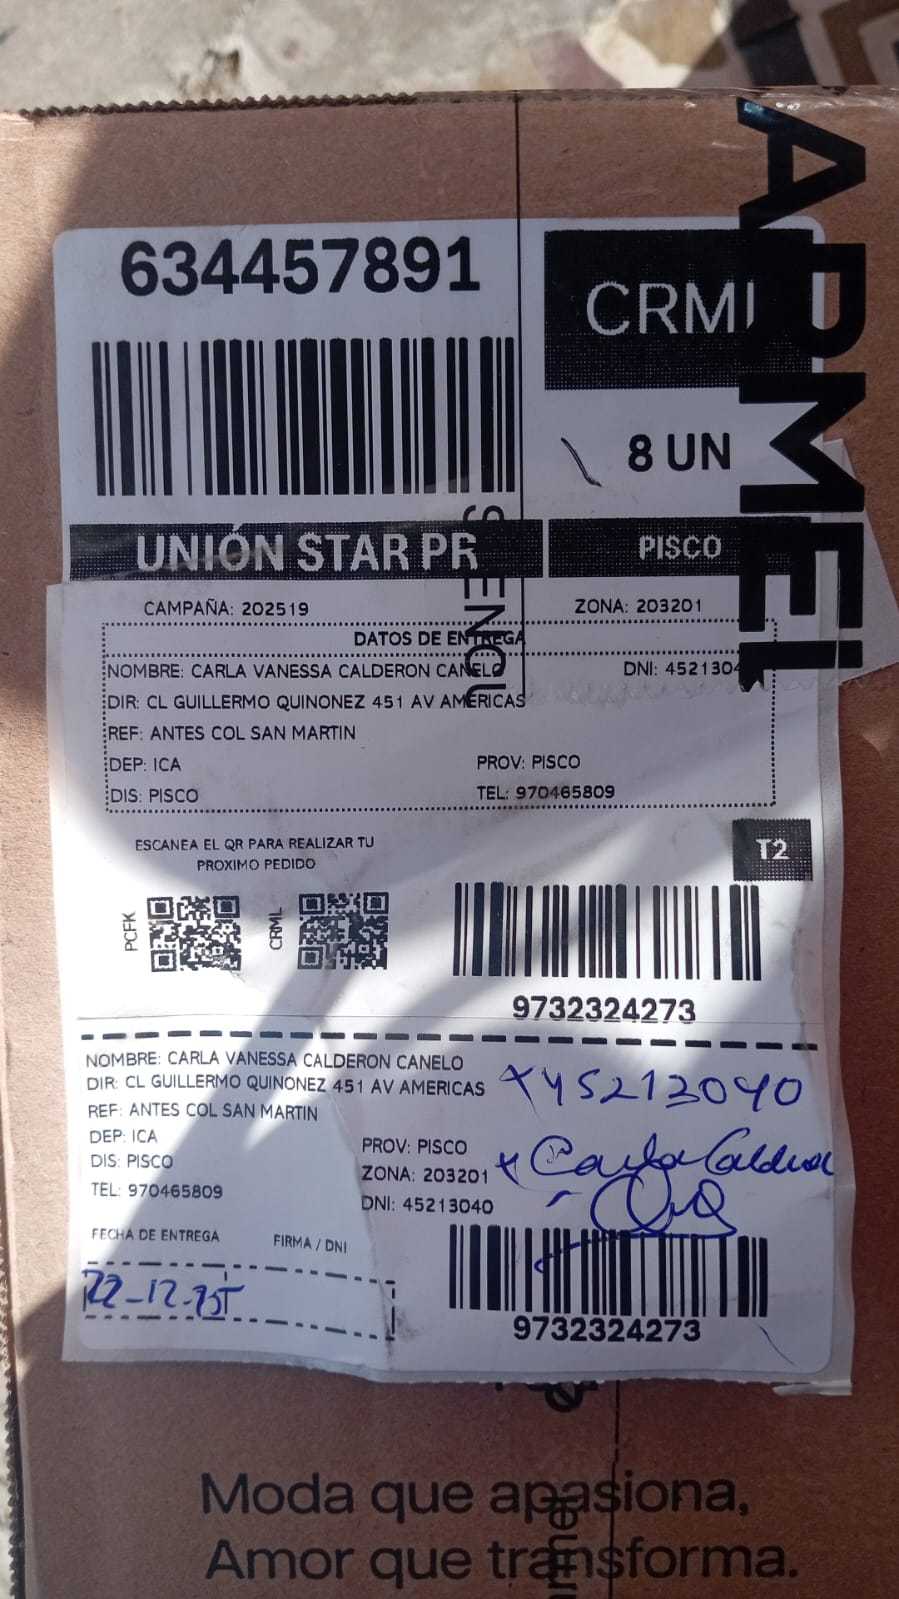 634457891
CRML
8 UN
ARMEL
UNIÓN STAR PR
PISCO
CAMPAÑA: 202519
ZONA: 203201
DATOS DE ENTREGA
NOMBRE: CARLA VANESSA CALDERON CANELO
DNI: 4521304
DIR: CL GUILLERMO QUINONEZ 451 AV AMERICAS
REF: ANTES COL SAN MARTIN
DEP: ICA
PROV: PISCO
DIS: PISCO
TEL: 970465809
ESCANEA EL QR PARA REALIZAR TU
PROXIMO PEDIDO
T2
PCFK
CRML
9732324273
NOMBRE: CARLA VANESSA CALDERON CANELO
DIR: CL GUILLERMO QUINONEZ 451 AV AMERICAS
x 45213040
REF: ANTES COL SAN MARTIN
DEP: ICA
PROV: PISCO
DIS: PISCO
ZONA: 203201
x Carla Calderon
TEL: 970465809
DNI: 45213040
FECHA DE ENTREGA
FIRMA / DNI
22-12-25
9732324273
Moda que apasiona,
Amor que transforma.